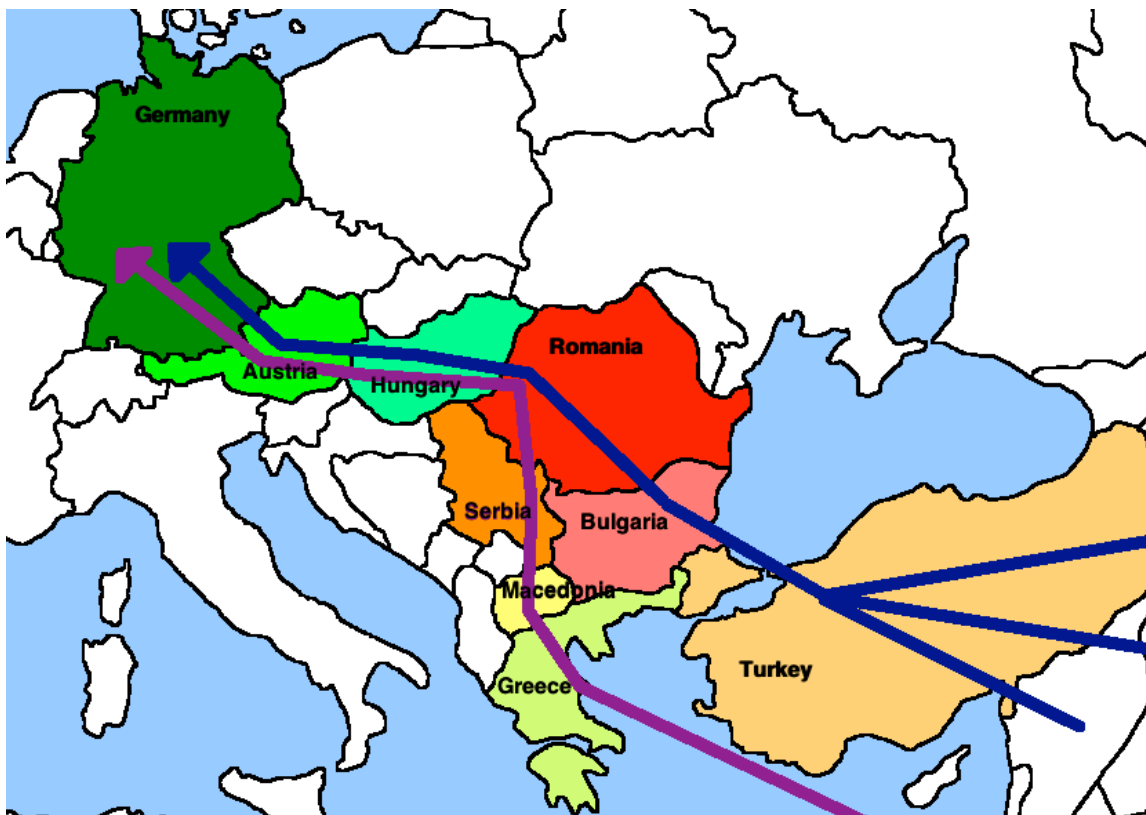 Germany
Romania
Austria
Hungary
Serbia
Bulgaria
Macedonia
Turkey
Greece